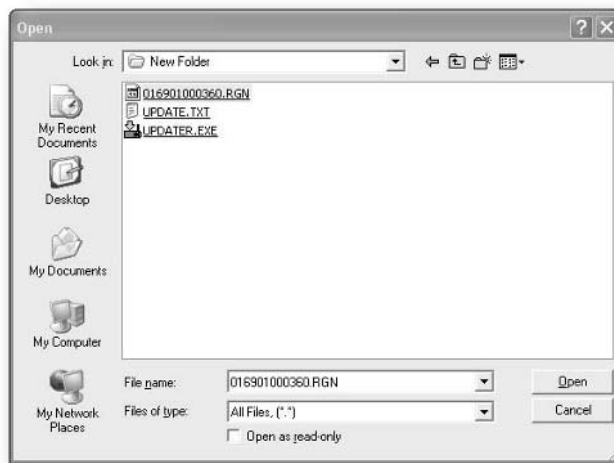 Open
Look in:
New Folder
016901000360.RGN
UPDATE.TXT
UPDATER.EXE
My Recent
Documents
Desktop
My Documents
My Computer
My Network
Places
File name:
016901000360.RGN
Open
Files of type:
All Files, (*.*)
Cancel
Open as read-only